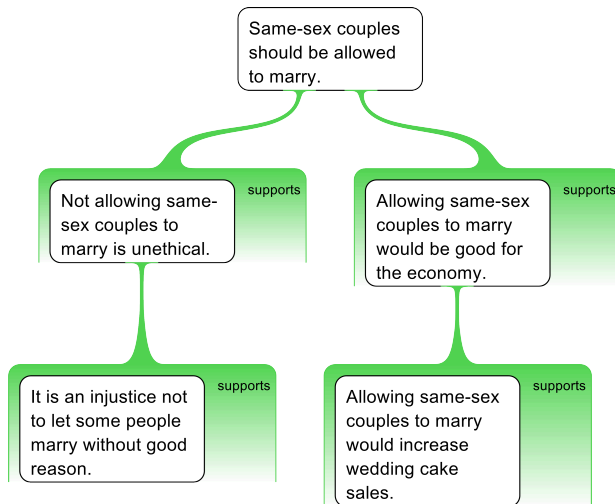 Same-sex couples
should be allowed
to marry.
Not allowing same-
sex couples to
marry is unethical.
supports
Allowing same-sex
couples to marry
would be good for
the economy.
supports
It is an injustice not
to let some people
marry without good
reason.
supports
Allowing same-sex
couples to marry
would increase
wedding cake
sales.
supports